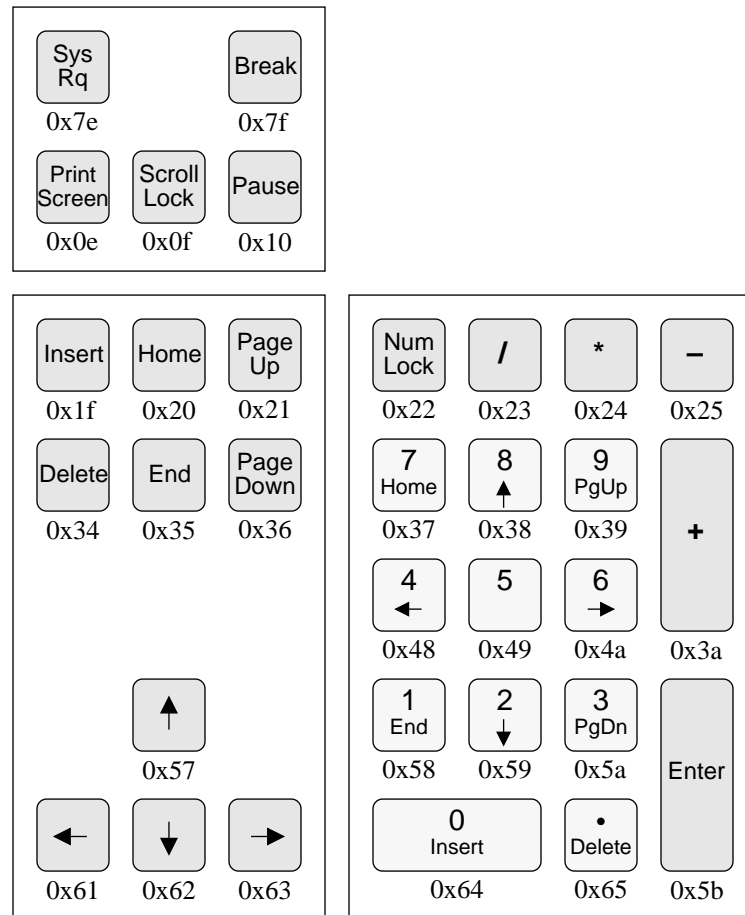 Sys Break
Rq
0x7e 0x7f
Print Scroll Pause
Screen Lock
0x0e 0x0f 0x10
Insert Home Page
Up
0x1f 0x20 0x21
Delete End Page
Down
0x34 0x35 0x36
0x57
0x61 0x62 0x63
Num / * –
Lock
0x22 0x23 0x24 0x25
7 8 9
Home PgUp +
0x37 0x38 0x39
4 5 6
0x48 0x49 0x4a 0x3a
1 2 3
End PgDn Enter
0x58 0x59 0x5a
0 •
Insert Delete
0x64 0x65 0x5b